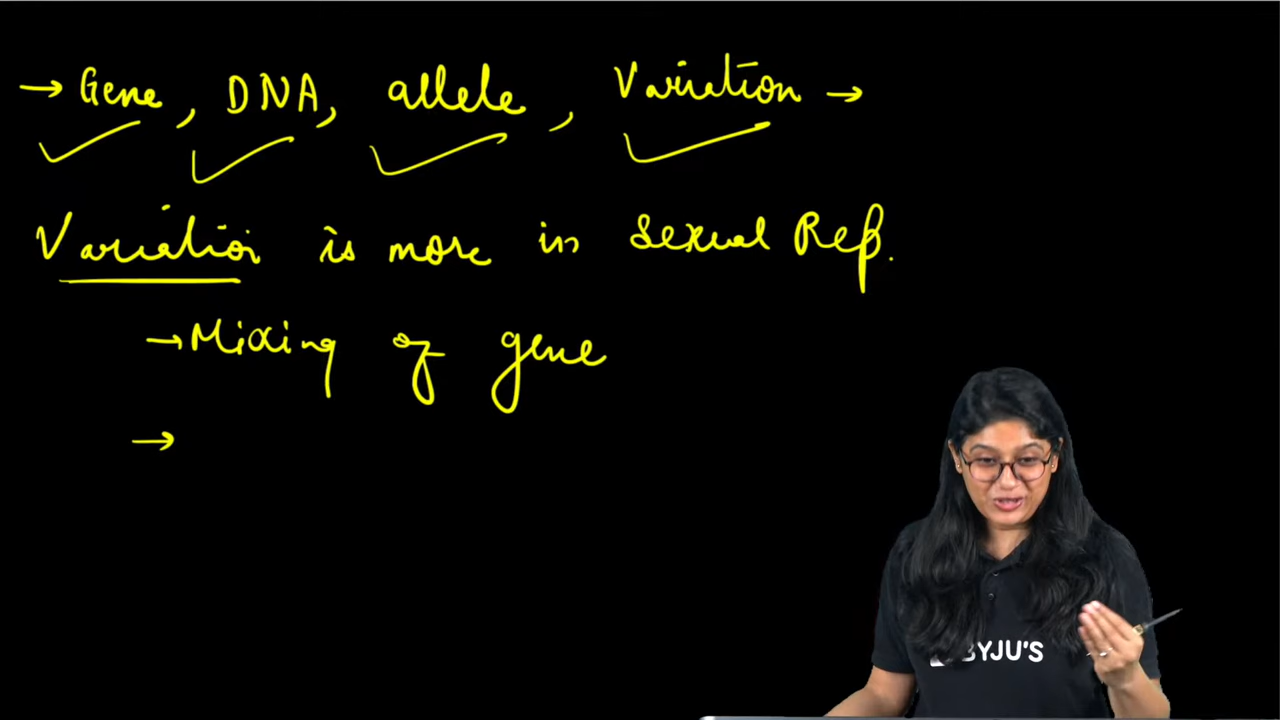 → Gene, DNA, allele, Variation →
Variation is more in Sexual Rep.
→ Mixing of gene
→
BYJU'S